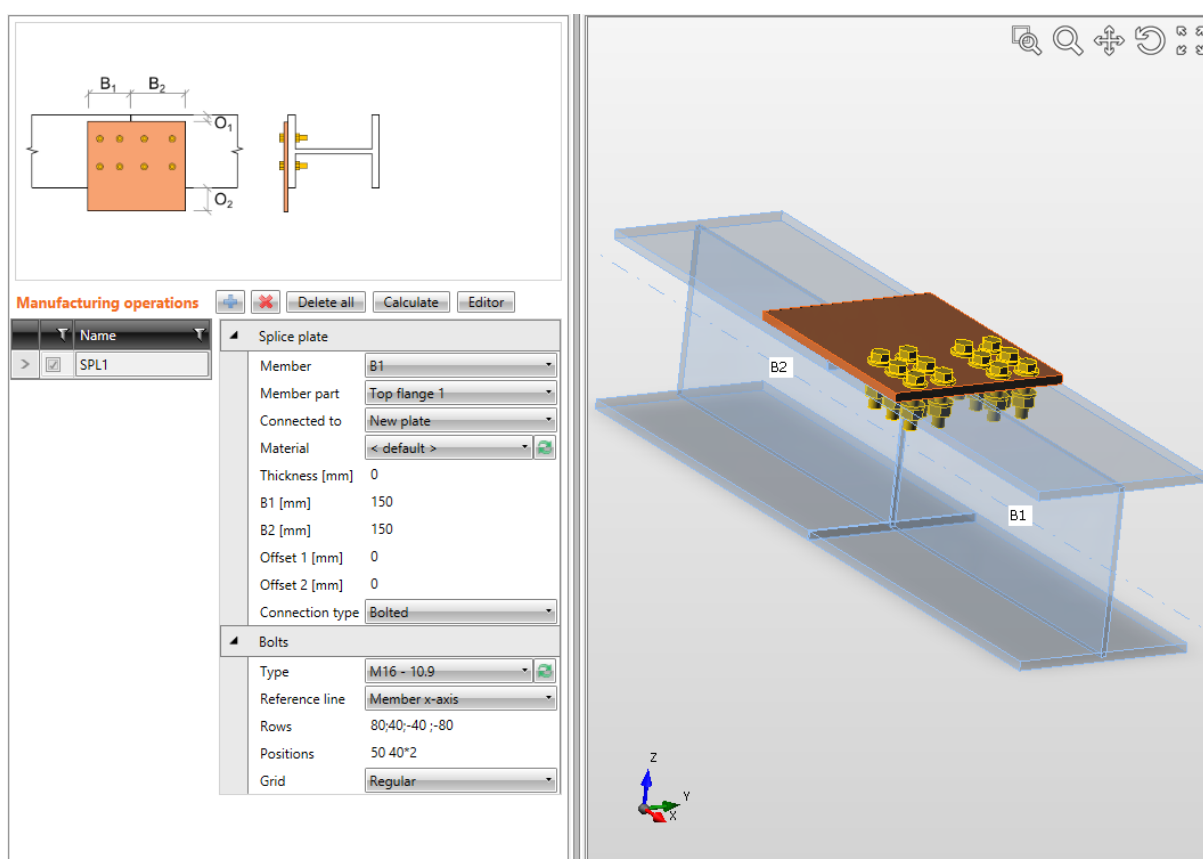 B1 B2
O1
O2
Manufacturing operations Delete all Calculate Editor
Name
SPL1
Splice plate
Member B1
Member part Top flange 1
Connected to New plate
Material < default >
Thickness [mm] 0
B1 [mm] 150
B2 [mm] 150
Offset 1 [mm] 0
Offset 2 [mm] 0
Connection type Bolted
Bolts
Type M16 - 10.9
Reference line Member x-axis
Rows 80;40;-40 ;-80
Positions 50 40*2
Grid Regular
B2
B1
Z
Y
X